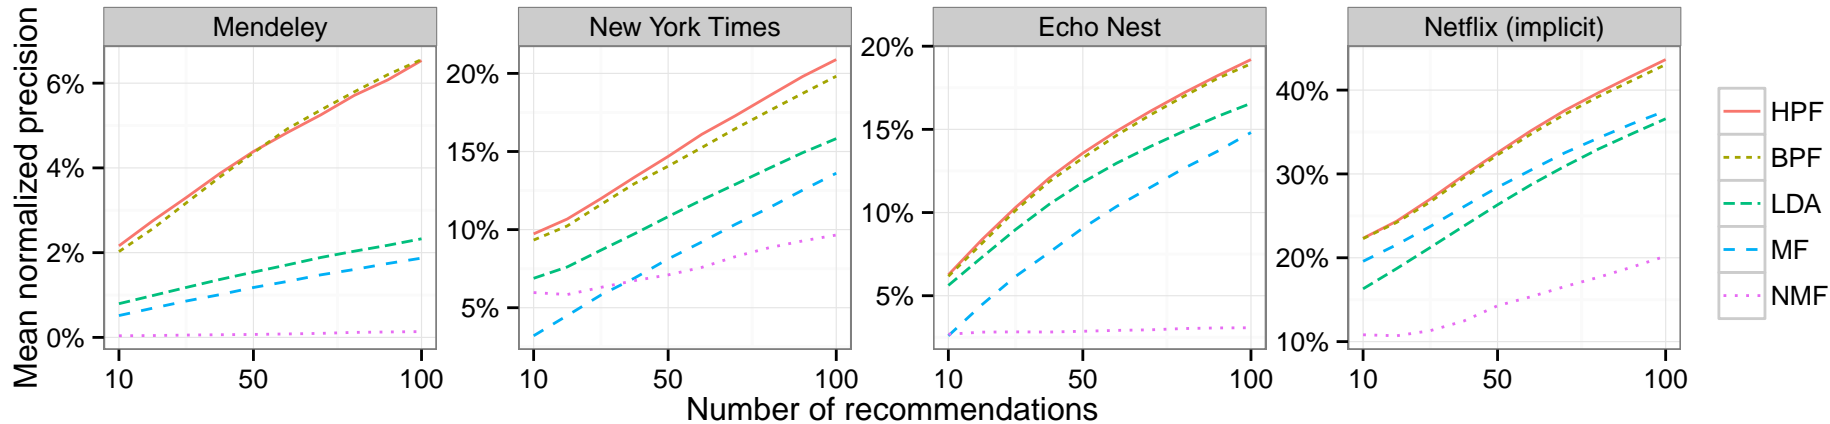 Mean normalized precision
Mendeley
6%
4%
2%
0%
10 50 100
New York Times
20%
15%
10%
5%
10 50 100
Echo Nest
20%
15%
10%
5%
10 50 100
Netflix (implicit)
40%
30%
20%
10%
10 50 100
Number of recommendations
HPF
BPF
LDA
MF
NMF